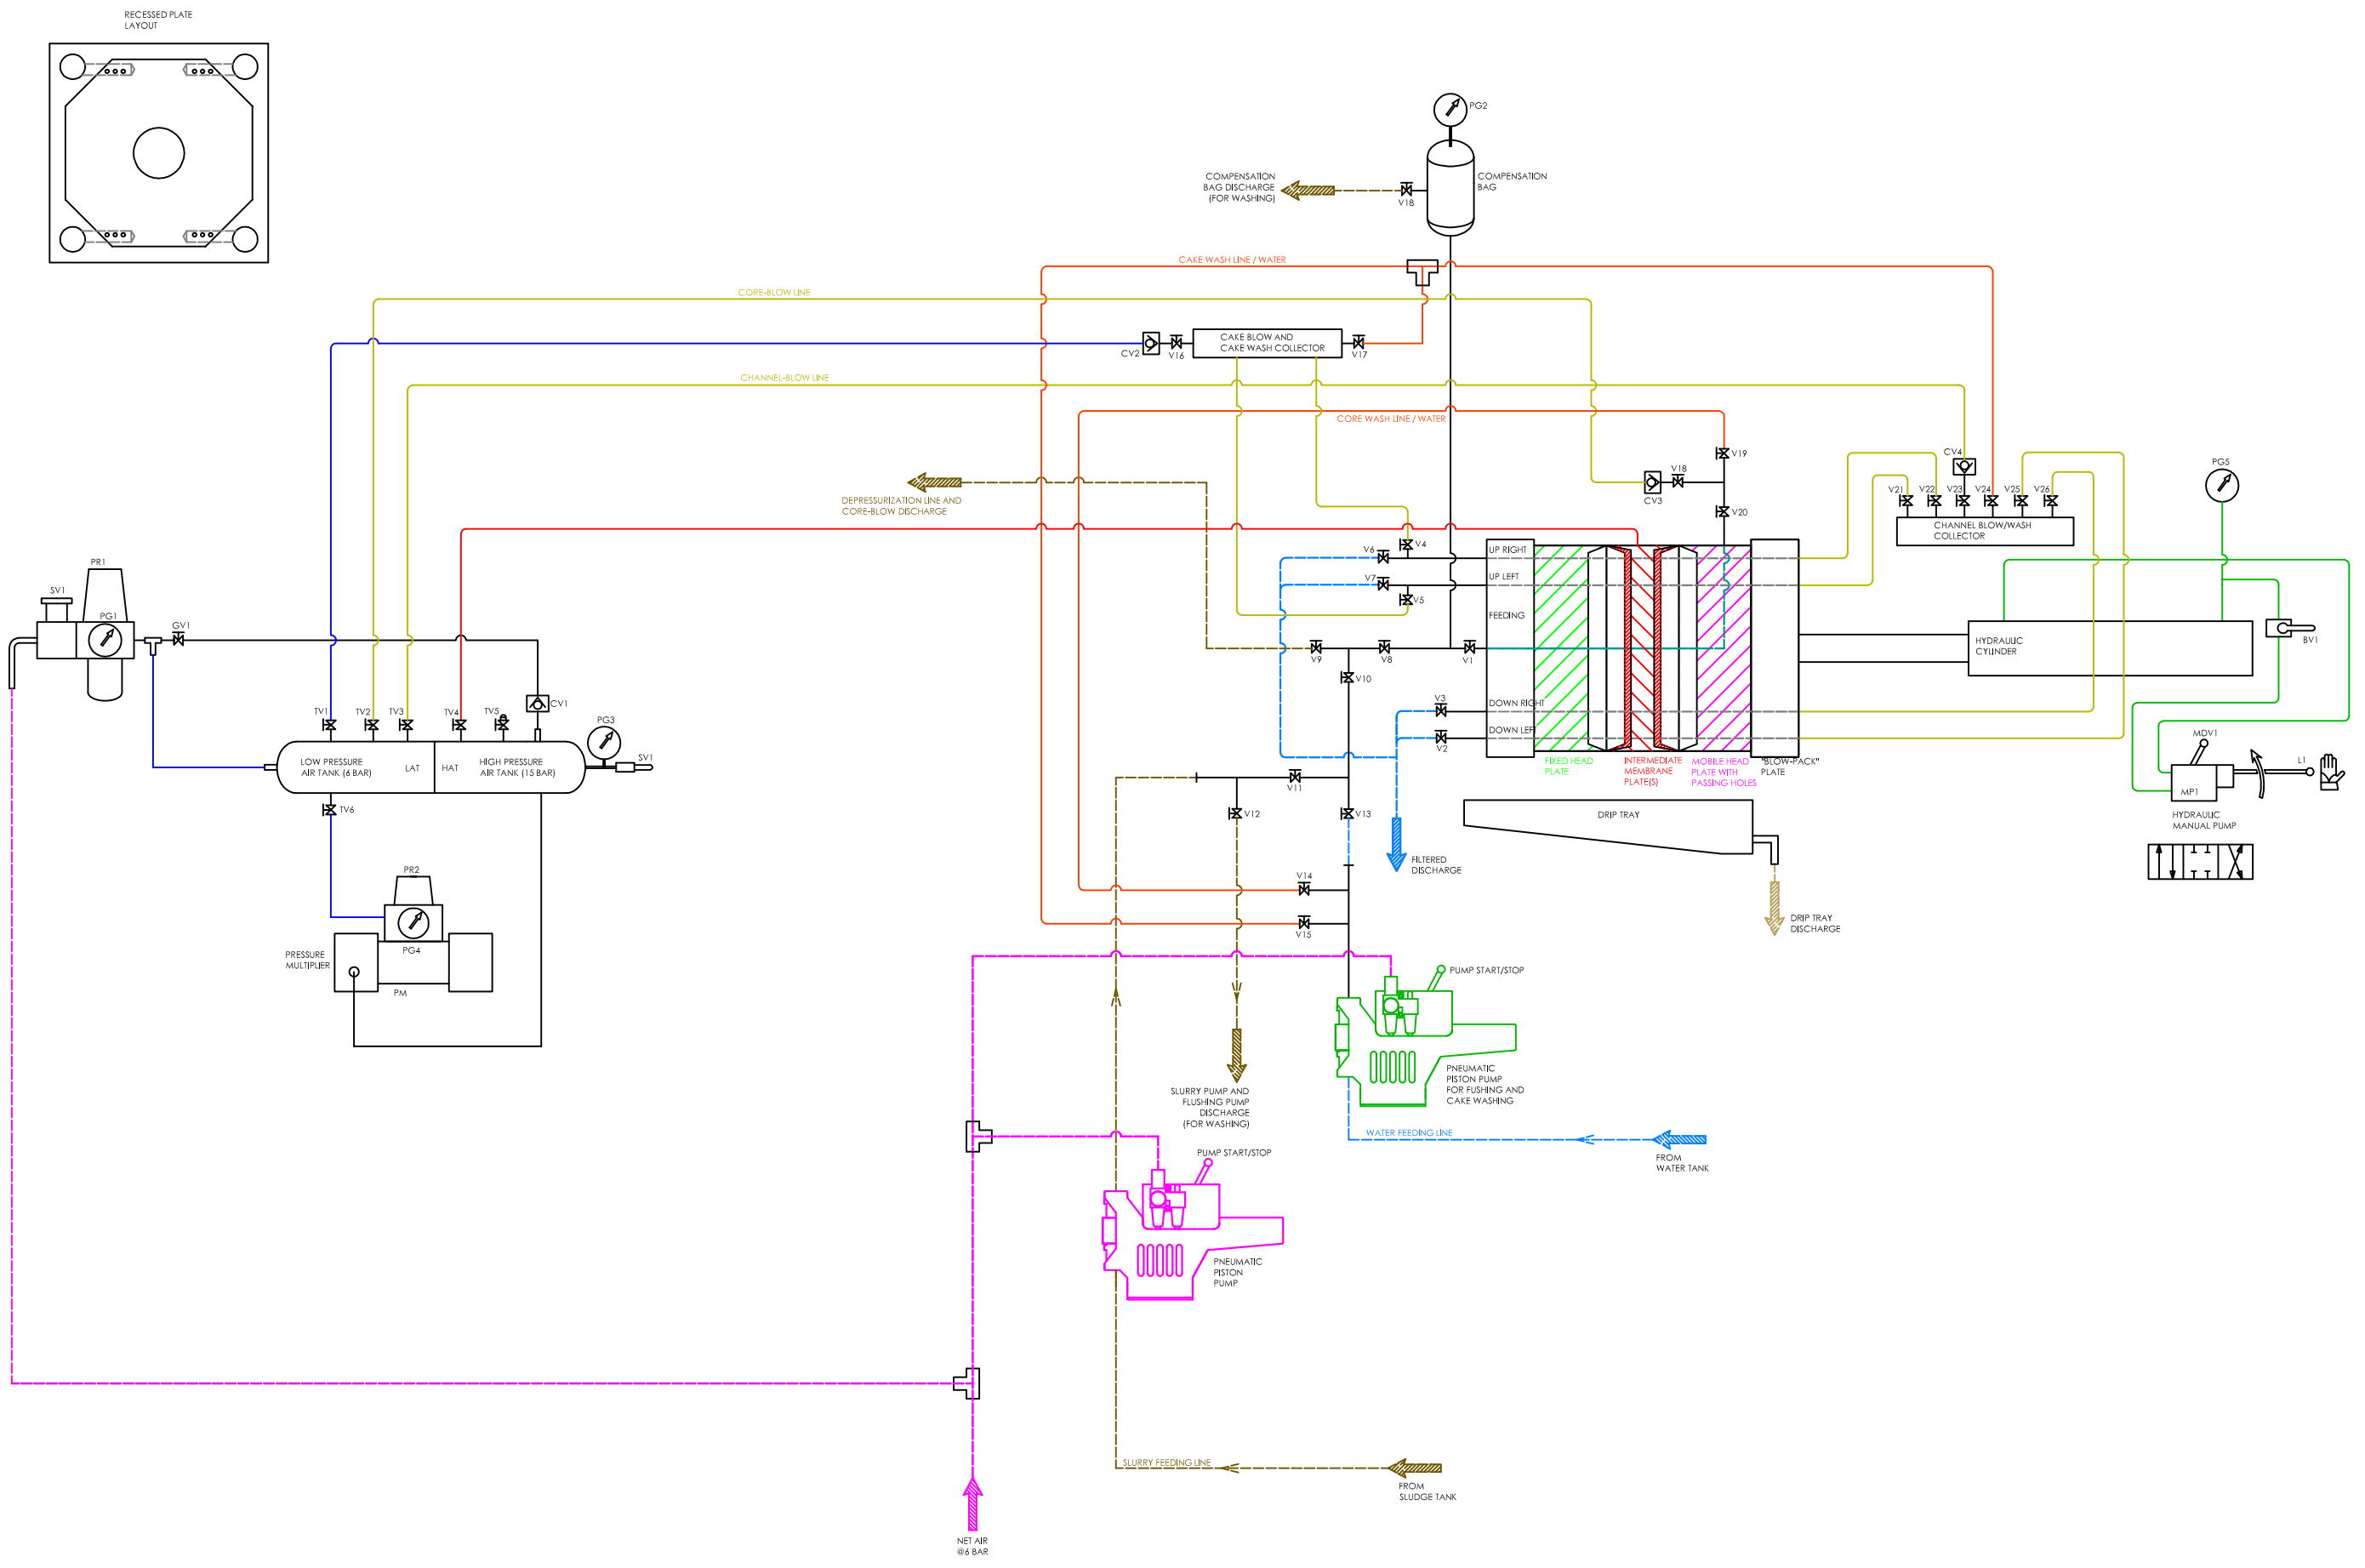 RECESSED PLATE
LAYOUT
PG2
COMPENSATION
BAG DISCHARGE
(FOR WASHING)
V18
COMPENSATION
BAG
CAKE WASH LINE / WATER
CORE-BLOW LINE
CV2
V16
CAKE BLOW AND
CAKE WASH COLLECTOR
V17
CHANNEL-BLOW LINE
CORE WASH LINE / WATER
V19
V18
CV3
V20
CV4
V21
V22
V23
V24
V25
V26
CHANNEL BLOW/WASH
COLLECTOR
PG5
DEPRESSURIZATION LINE AND
CORE-BLOW DISCHARGE
V6
V4
V7
V5
UP RIGHT
UP LEFT
FEEDING
DOWN RIGHT
DOWN LEFT
V9
V8
V1
V10
V3
V2
PR1
SV1
PG1
GV1
HYDRAULIC
CYLINDER
BV1
TV1
TV2
TV3
TV4
TV5
CV1
PG3
SV1
LOW PRESSURE
AIR TANK (6 BAR)
LAT
HAT
HIGH PRESSURE
AIR TANK (15 BAR)
TV6
FIXED HEAD
PLATE
INTERMEDIATE
MEMBRANE
PLATE(S)
MOBILE HEAD
PLATE WITH
PASSING HOLES
"BLOW-PACK"
PLATE
MDV1
L1
MP1
HYDRAULIC
MANUAL PUMP
V11
V12
V13
DRIP TRAY
FILTERED
DISCHARGE
DRIP TRAY
DISCHARGE
PR2
PG4
PRESSURE
MULTIPLIER
PM
V14
V15
PUMP START/STOP
PNEUMATIC
PISTON PUMP
FOR FUSHING AND
CAKE WASHING
SLURRY PUMP AND
FLUSHING PUMP
DISCHARGE
(FOR WASHING)
WATER FEEDING LINE
FROM
WATER TANK
PUMP START/STOP
PNEUMATIC
PISTON
PUMP
SLURRY FEEDING LINE
FROM
SLUDGE TANK
NET AIR
@6 BAR